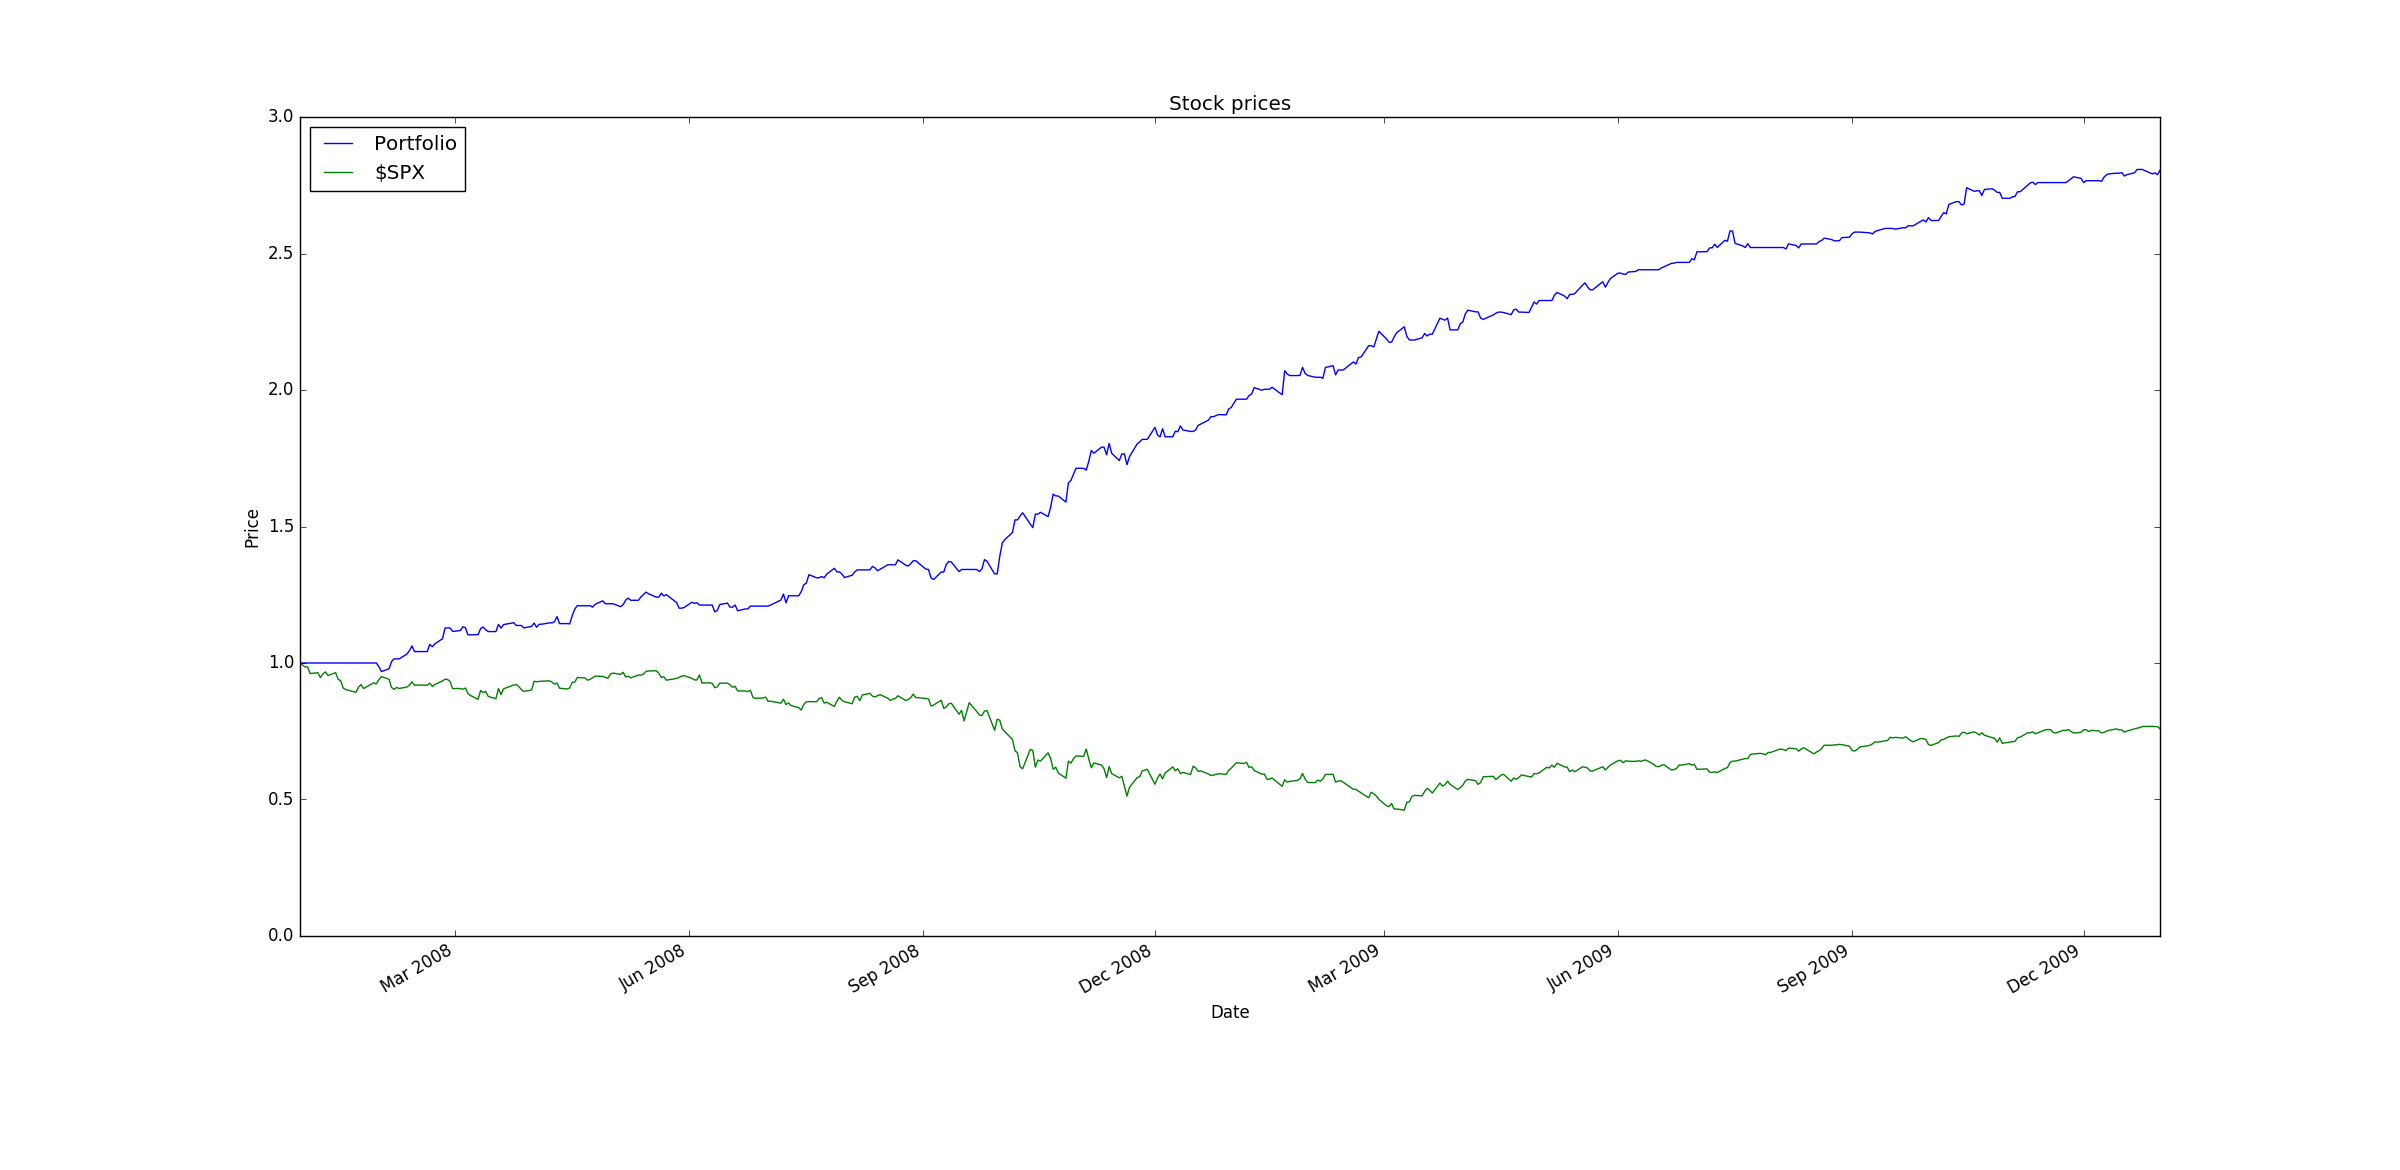 Stock prices
3.0
Portfolio
$SPX
2.5
2.0
1.5
1.0
0.5
0.0
Price
Mar 2008
Jun 2008
Sep 2008
Dec 2008
Mar 2009
Jun 2009
Sep 2009
Dec 2009
Date